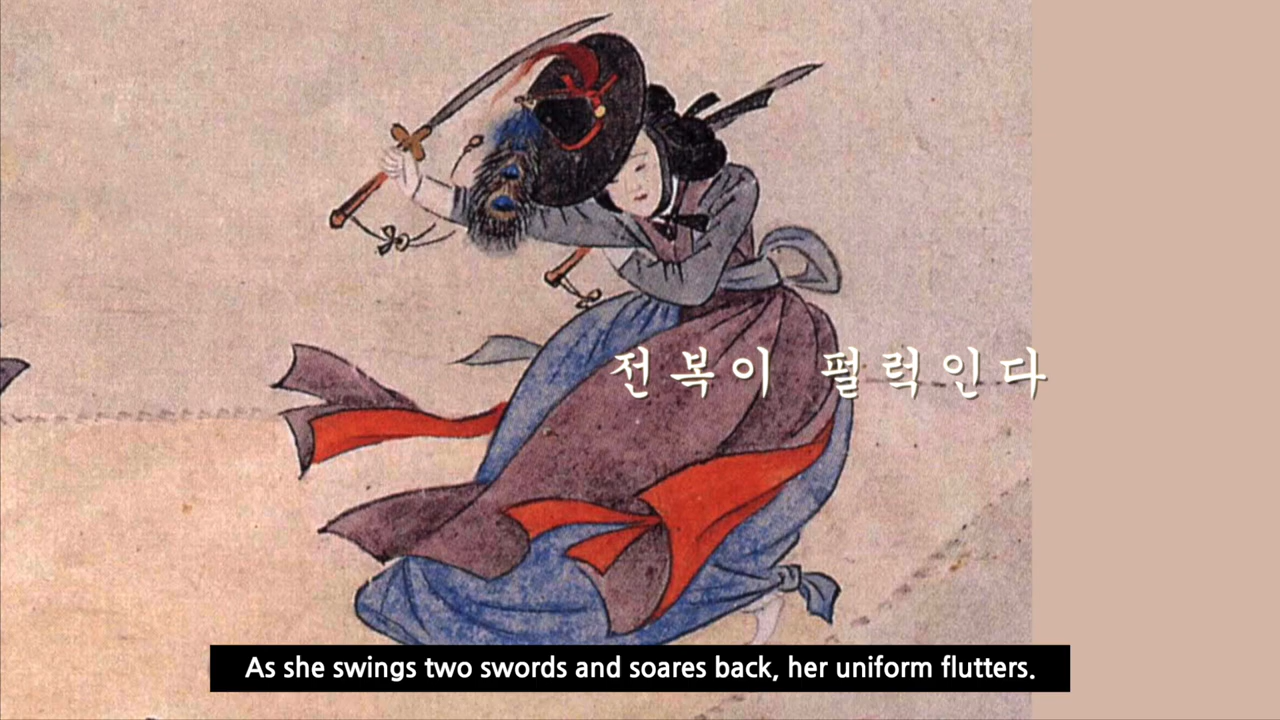 전복이 펄럭인다
As she swings two swords and soares back, her uniform flutters.